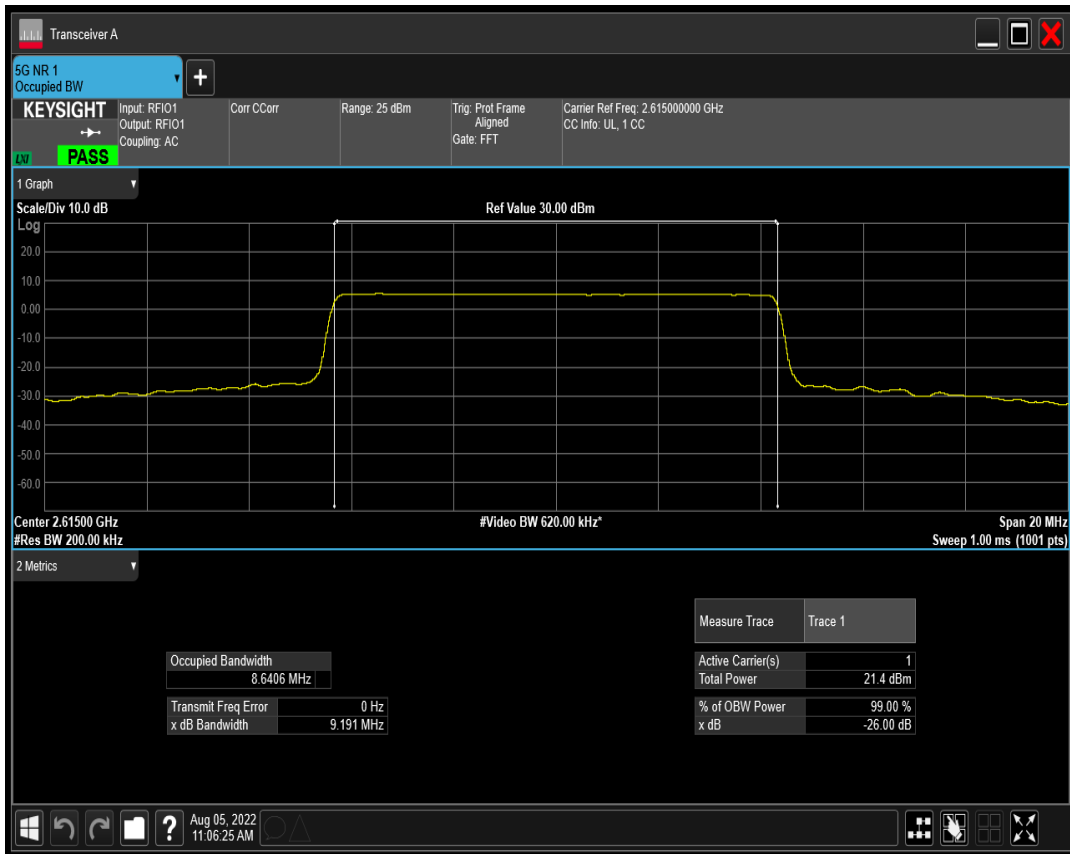 Transceiver A
5G NR 1
Occupied BW
+
KEYSIGHT
LXI
PASS
Input: RFIO1
Output: RFIO1
Coupling: AC
Corr CCorr
Range: 25 dBm
Trig: Prot Frame
Aligned
Gate: FFT
Carrier Ref Freq: 2.615000000 GHz
CC Info: UL, 1 CC
1 Graph
Scale/Div 10.0 dB
Ref Value 30.00 dBm
Log
20.0
10.0
0.00
-10.0
-20.0
-30.0
-40.0
-50.0
-60.0
Center 2.61500 GHz
#Video BW 620.00 kHz*
Span 20 MHz
#Res BW 200.00 kHz
Sweep 1.00 ms (1001 pts)
2 Metrics
Measure Trace Trace 1
Occupied Bandwidth
8.6406 MHz
Active Carrier(s) 1
Total Power 21.4 dBm
Transmit Freq Error 0 Hz
x dB Bandwidth 9.191 MHz
% of OBW Power 99.00 %
x dB -26.00 dB
?
Aug 05, 2022
11:06:25 AM